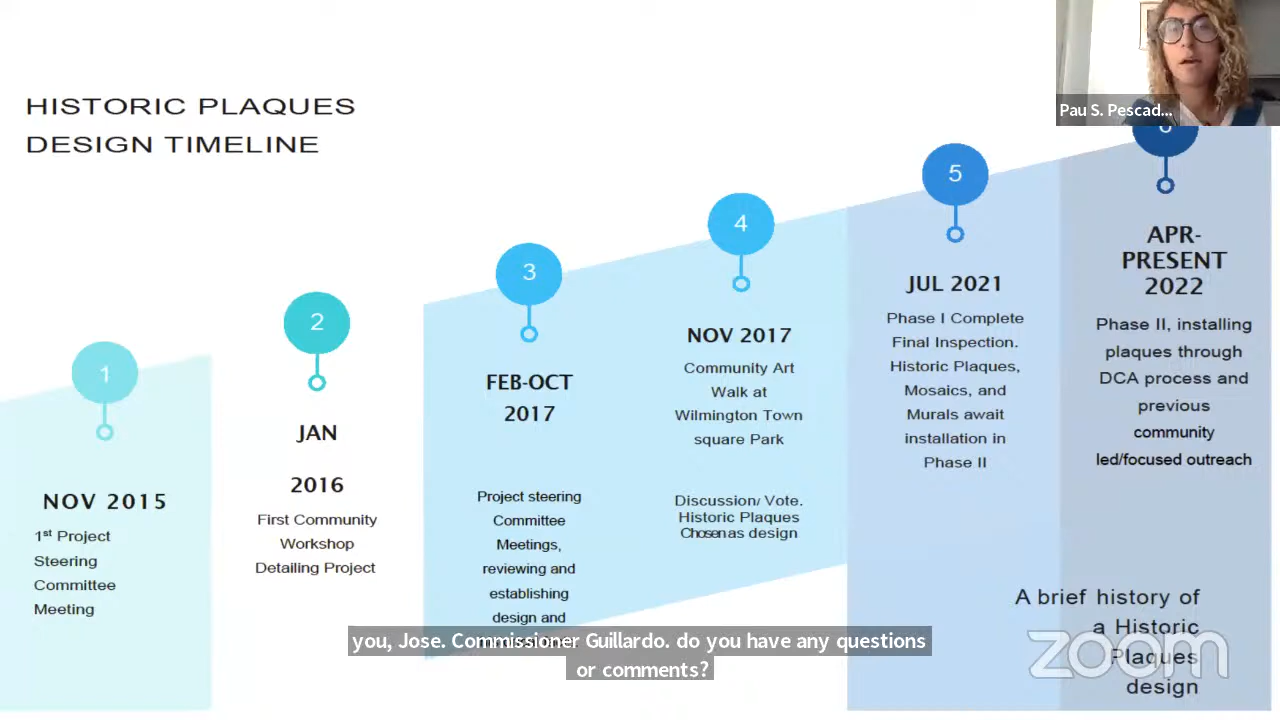 HISTORIC PLAQUES
DESIGN TIMELINE
Pau S. Pescad...
1
NOV 2015
1st Project
Steering
Committee
Meeting
2
JAN
2016
First Community
Workshop
Detailing Project
3
FEB-OCT
2017
Project steering
Committee
Meetings,
reviewing and
establishing
design and
4
NOV 2017
Community Art
Walk at
Wilmington Town
square Park
Discussion/ Vote.
Historic Plaques
Chosen as design
5
JUL 2021
Phase I Complete
Final Inspection.
Historic Plaques,
Mosaics, and
Murals await
installation in
Phase II
6
APR-
PRESENT
2022
Phase II, installing
plaques through
DCA process and
previous
community
led/focused outreach
A brief history of
a Historic
Plaques
design
zoom
you, Jose. Commissioner Guillardo. do you have any questions
or comments?